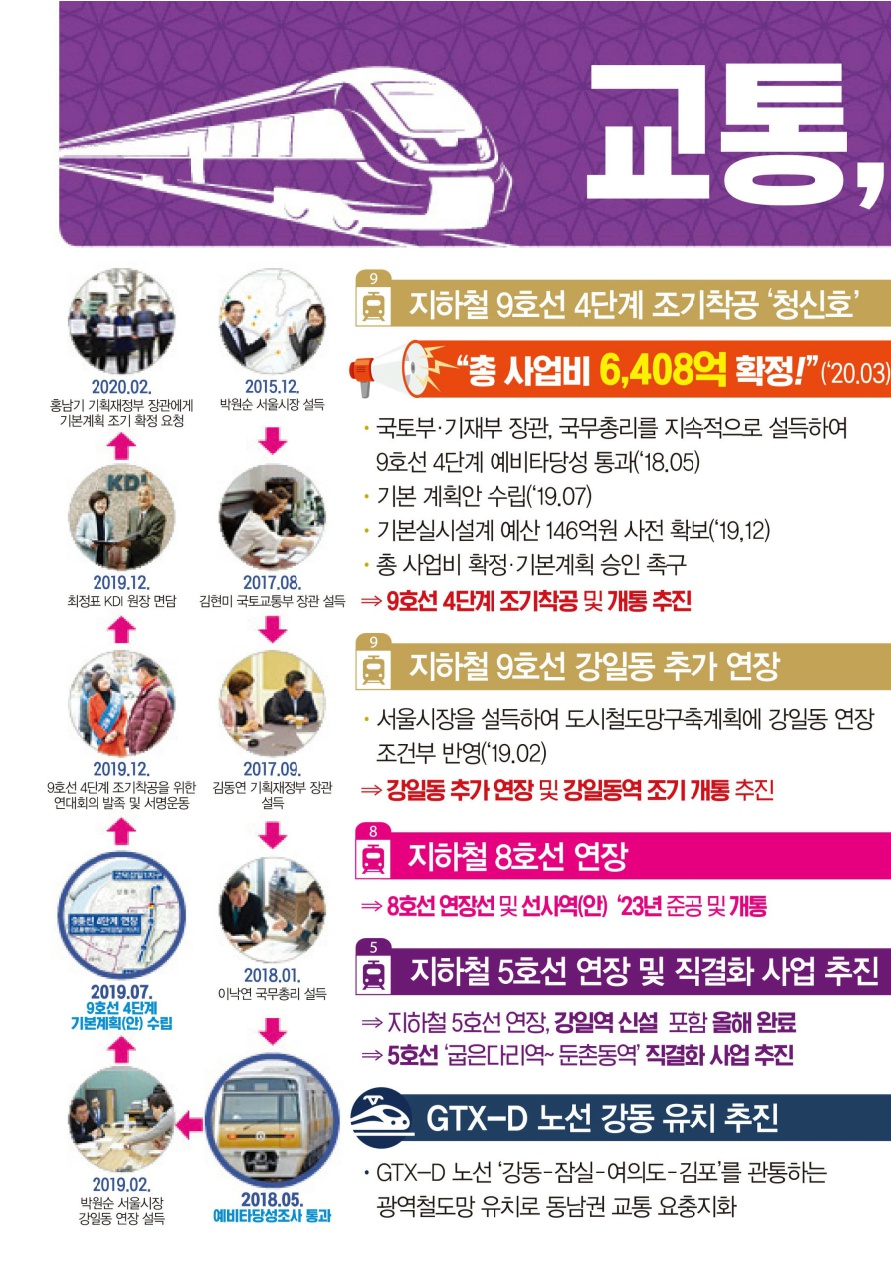 교통,
2020.02.
홍남기 기획재정부 장관에게
기본계획 조기 확정 요청
2015.12.
박원순 서울시장 설득
KDI
2019.12.
최정표 KDI 원장 면담
2017.08.
김현미 국토교통부 장관 설득
2019.12.
9호선 4단계 조기착공을 위한
연대회의 발족 및 서명운동
2017.09.
김동연 기획재정부 장관
설득
고덕강일1지구
9호선 4단계 연장
2019.07.
9호선 4단계
기본계획(안) 수립
2018.01.
이낙연 국무총리 설득
2019.02.
박원순 서울시장
강일동 연장 설득
2018.05.
예비타당성조사 통과
9
지하철 9호선 4단계 조기착공 ‘청신호’
“총 사업비 6,408억 확정!”(‘20.03)
· 국토부·기재부 장관, 국무총리를 지속적으로 설득하여
9호선 4단계 예비타당성 통과(‘18.05)
· 기본 계획안 수립(‘19.07)
· 기본실시설계 예산 146억원 사전 확보(‘19,12)
· 총 사업비 확정·기본계획 승인 촉구
⇒ 9호선 4단계 조기착공 및 개통 추진
9
지하철 9호선 강일동 추가 연장
· 서울시장을 설득하여 도시철도망구축계획에 강일동 연장
조건부 반영(‘19.02)
⇒ 강일동 추가 연장 및 강일동역 조기 개통 추진
8
지하철 8호선 연장
⇒ 8호선 연장선 및 선사역(안) ‘23년 준공 및 개통
5
지하철 5호선 연장 및 직결화 사업 추진
⇒ 지하철 5호선 연장, 강일역 신설 포함 올해 완료
⇒ 5호선 ‘굽은다리역~ 둔촌동역’ 직결화 사업 추진
GTX-D 노선 강동 유치 추진
· GTX-D 노선 ‘강동-잠실-여의도-김포’를 관통하는
광역철도망 유치로 동남권 교통 요충지화